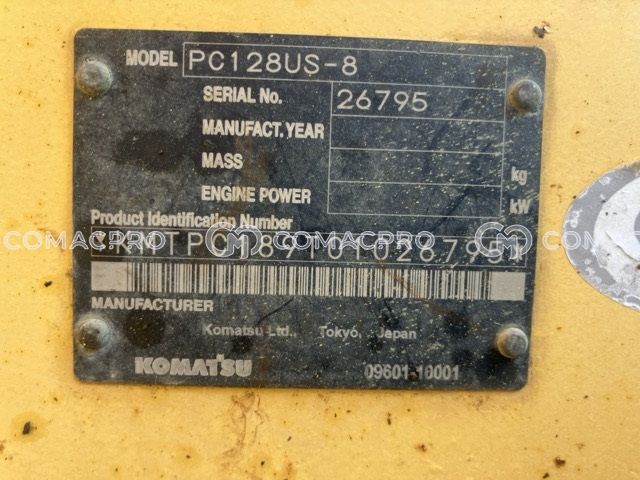 MODEL PC128US-8
SERIAL No. 26795
MANUFACT. YEAR
MASS kg
ENGINE POWER kW
Product Identification Number
MANUFACTURER
Komatsu Ltd., Tokyo, Japan
KOMATSU 09601-10001
COMACPRO COMACPRO COMACPRO